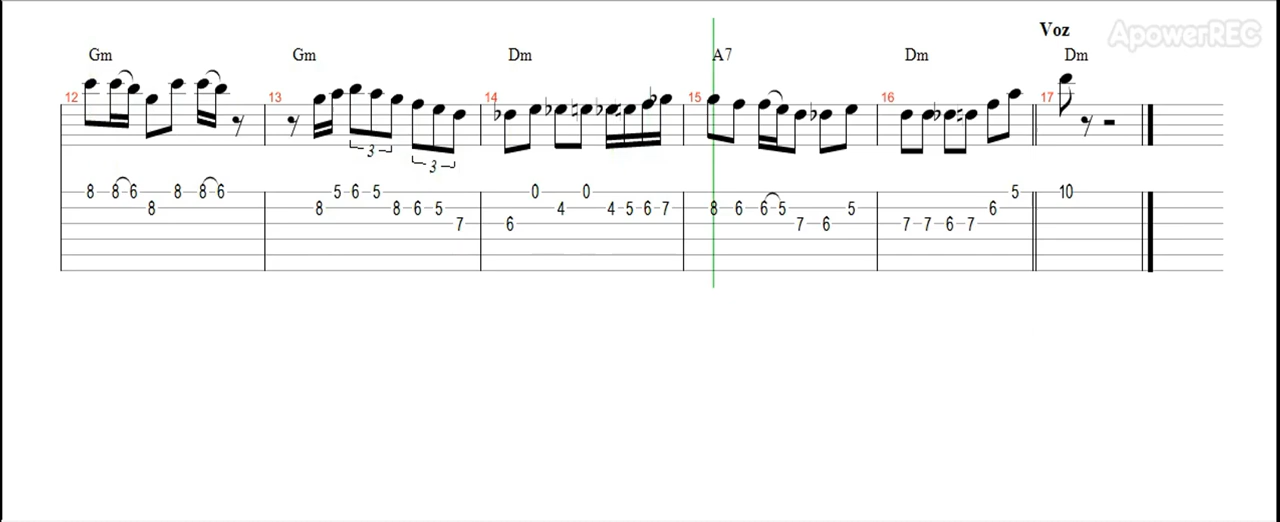 Voz
ApowerREC
Gm Gm Dm A7 Dm Dm
12 13 14 15 16 17
3 3
8 8 6 8 8 8 6 8 5 6 5 8 6 5 7 6 0 4 0 4 5 6 7 8 6 6 5 7 6 5 7 7 6 7 6 5 10